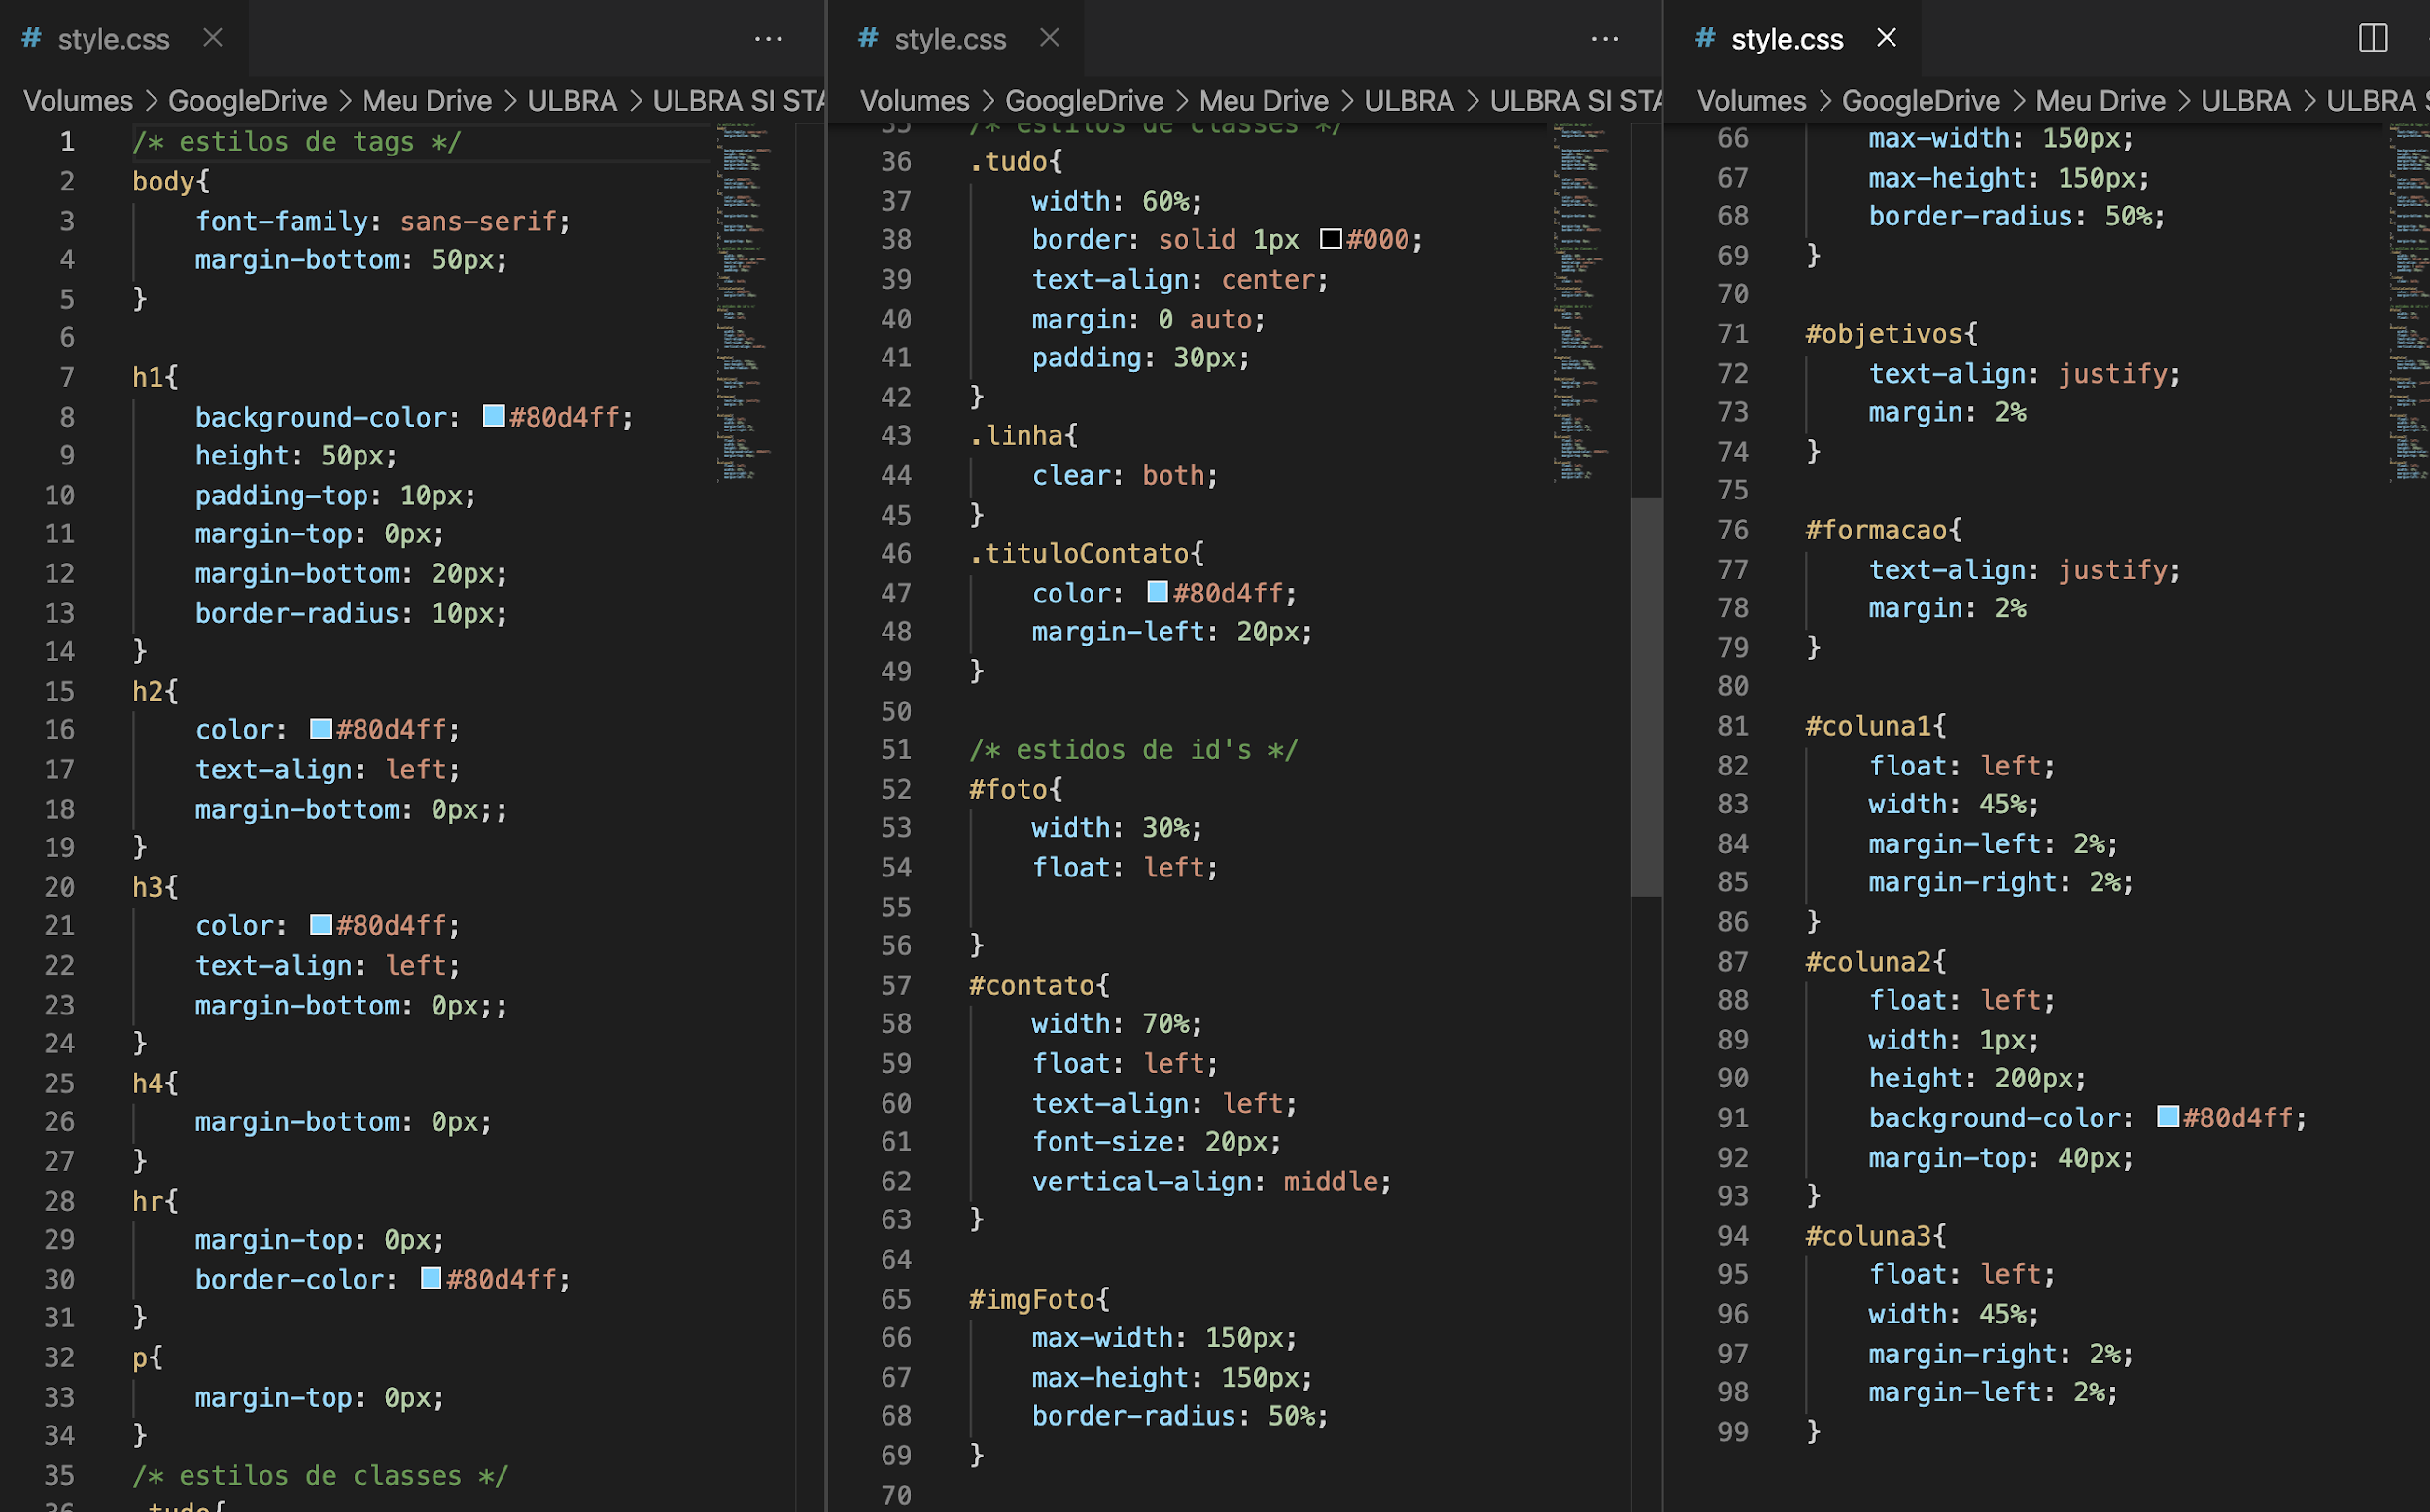 # style.css
Volumes > GoogleDrive > Meu Drive > ULBRA > ULBRA SI STA
1 /* estilos de tags */
2 body{
3 font-family: sans-serif;
4 margin-bottom: 50px;
5 }
6
7 h1{
8 background-color: #80d4ff;
9 height: 50px;
10 padding-top: 10px;
11 margin-top: 0px;
12 margin-bottom: 20px;
13 border-radius: 10px;
14 }
15 h2{
16 color: #80d4ff;
17 text-align: left;
18 margin-bottom: 0px;;
19 }
20 h3{
21 color: #80d4ff;
22 text-align: left;
23 margin-bottom: 0px;;
24 }
25 h4{
26 margin-bottom: 0px;
27 }
28 hr{
29 margin-top: 0px;
30 border-color: #80d4ff;
31 }
32 p{
33 margin-top: 0px;
34 }
35 /* estilos de classes */
36 .tudo{
# style.css
Volumes > GoogleDrive > Meu Drive > ULBRA > ULBRA SI STA
35 /* estilos de classes */
36 .tudo{
37 width: 60%;
38 border: solid 1px #000;
39 text-align: center;
40 margin: 0 auto;
41 padding: 30px;
42 }
43 .linha{
44 clear: both;
45 }
46 .tituloContato{
47 color: #80d4ff;
48 margin-left: 20px;
49 }
50
51 /* estidos de id's */
52 #foto{
53 width: 30%;
54 float: left;
55
56 }
57 #contato{
58 width: 70%;
59 float: left;
60 text-align: left;
61 font-size: 20px;
62 vertical-align: middle;
63 }
64
65 #imgFoto{
66 max-width: 150px;
67 max-height: 150px;
68 border-radius: 50%;
69 }
70
# style.css
Volumes > GoogleDrive > Meu Drive > ULBRA > ULBRA S
66 max-width: 150px;
67 max-height: 150px;
68 border-radius: 50%;
69 }
70
71 #objetivos{
72 text-align: justify;
73 margin: 2%
74 }
75
76 #formacao{
77 text-align: justify;
78 margin: 2%
79 }
80
81 #coluna1{
82 float: left;
83 width: 45%;
84 margin-left: 2%;
85 margin-right: 2%;
86 }
87 #coluna2{
88 float: left;
89 width: 1px;
90 height: 200px;
91 background-color: #80d4ff;
92 margin-top: 40px;
93 }
94 #coluna3{
95 float: left;
96 width: 45%;
97 margin-right: 2%;
98 margin-left: 2%;
99 }